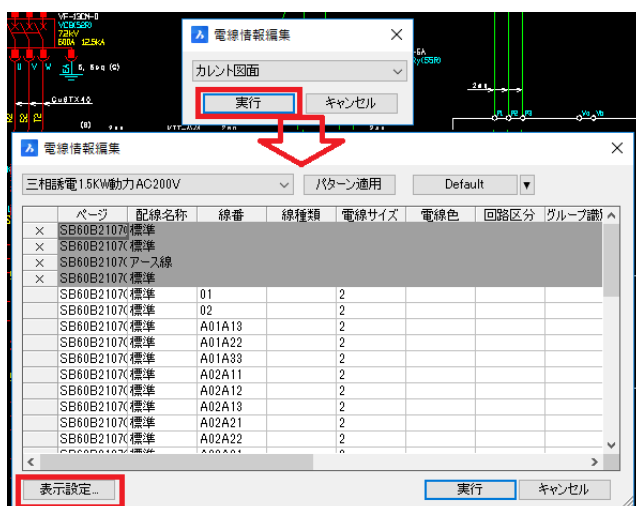 VF-13CH-D
VCB(52R)
7.2kV
600A 12.5kA
U V W
E, 8sq (G)
Cu6TX40
(B)
電線情報編集
カレント図面
実行 キャンセル
電線情報編集
三相誘電1.5KW動力AC200V パターン適用 Default
ページ 配線名称 線番 線種類 電線サイズ 電線色 回路区分 グループ識
× SB60B2107( 標準
× SB60B2107( 標準
× SB60B2107( アース線
× SB60B2107( 標準
SB60B2107( 標準 01 2
SB60B2107( 標準 02 2
SB60B2107( 標準 A01A13 2
SB60B2107( 標準 A01A22 2
SB60B2107( 標準 A01A33 2
SB60B2107( 標準 A02A11 2
SB60B2107( 標準 A02A12 2
SB60B2107( 標準 A02A13 2
SB60B2107( 標準 A02A21 2
SB60B2107( 標準 A02A22 2
表示設定... 実行 キャンセル